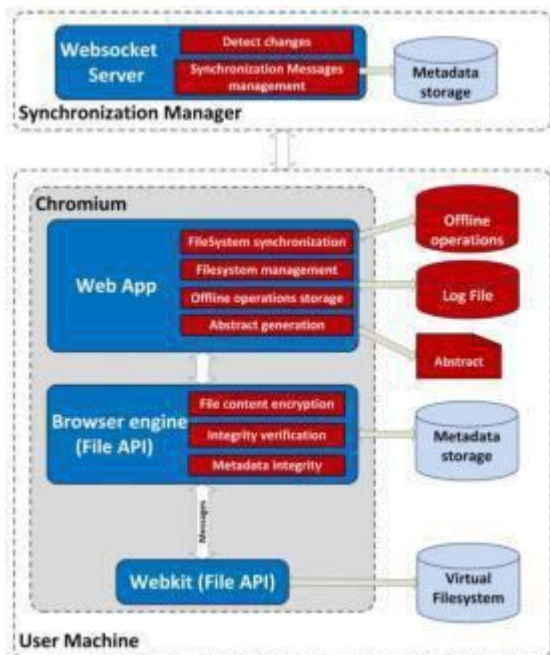 Websocket
Server
Detect changes
Synchronization Messages
management
Metadata
storage
Synchronization Manager
Chromium
Web App
FileSystem synchronization
Filesystem management
Offline operations storage
Abstract generation
Offline
operations
Log File
Abstract
Browser engine
(File API)
File content encryption
Integrity verification
Metadata integrity
Metadata
storage
Messages
Webkit (File API)
Virtual
Filesystem
User Machine